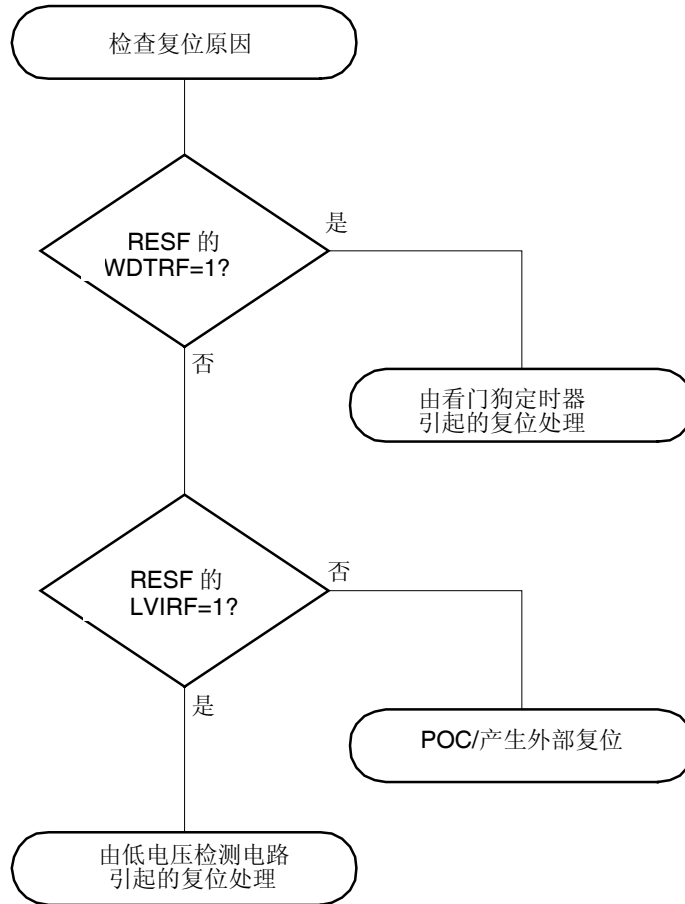 检查复位原因
RESF 的
WDTRF=1?
是
否
由看门狗定时器
引起的复位处理
RESF 的
LVIRF=1?
否
是
POC/产生外部复位
由低电压检测电路
引起的复位处理